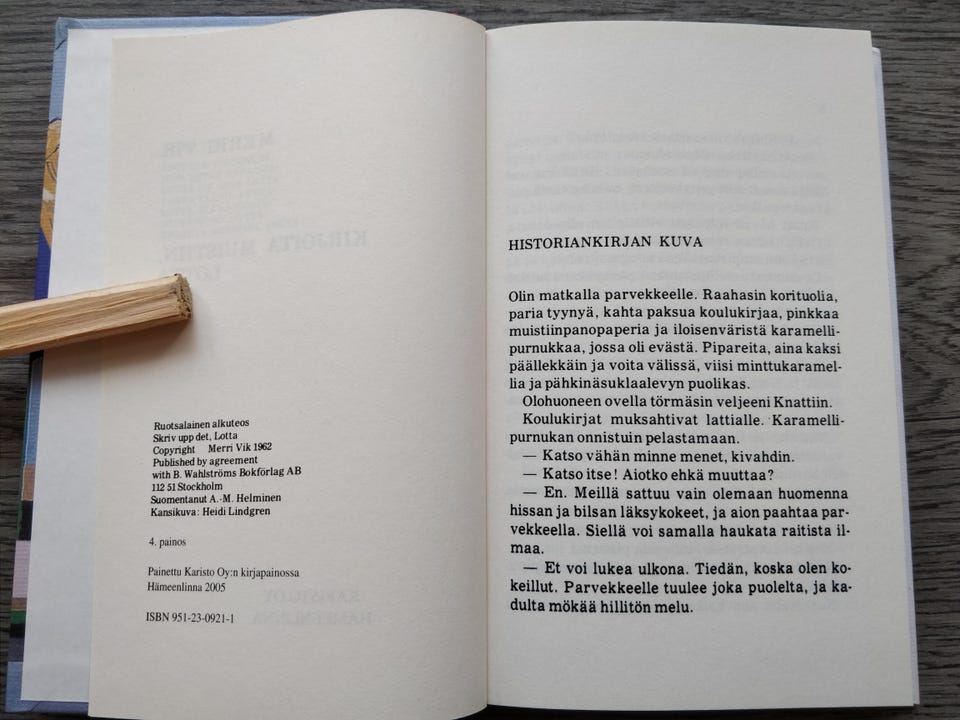 Ruotsalainen alkuteos
Skriv upp det, Lotta
Copyright Merri Vik 1962
Published by agreement
with B. Wahlströms Bokförlag AB
112 51 Stockholm
Suomentanut A.-M. Helminen
Kansikuva: Heidi Lindgren
4. painos
Painettu Karisto Oy:n kirjapainossa
Hämeenlinna 2005
ISBN 951-23-0921-1
HISTORIANKIRJAN KUVA
Olin matkalla parvekkeelle. Raahasin korituolia,
paria tyynyä, kahta paksua koulukirjaa, pinkkaa
muistiinpanopaperia ja iloisenväristä karamelli-
purnukkaa, jossa oli evästä. Pipareita, aina kaksi
päällekkäin ja voita välissä, viisi minttukaramel-
lia ja pähkinäsuklaalevyn puolikas.
Olohuoneen ovella törmäsin veljeeni Knattiin.
Koulukirjat muksahtivat lattialle. Karamelli-
purnukan onnistuin pelastamaan.
— Katso vähän minne menet, kivahdin.
— Katso itse! Aiotko ehkä muuttaa?
— En. Meillä sattuu vain olemaan huomenna
hissan ja bilsan läksykokeet, ja aion paahtaa par-
vekkeella. Siellä voi samalla haukata raitista il-
maa.
— Et voi lukea ulkona. Tiedän, koska olen ko-
keillut. Parvekkeelle tuulee joka puolelta, ja ka-
dulta mökää hillitön melu.